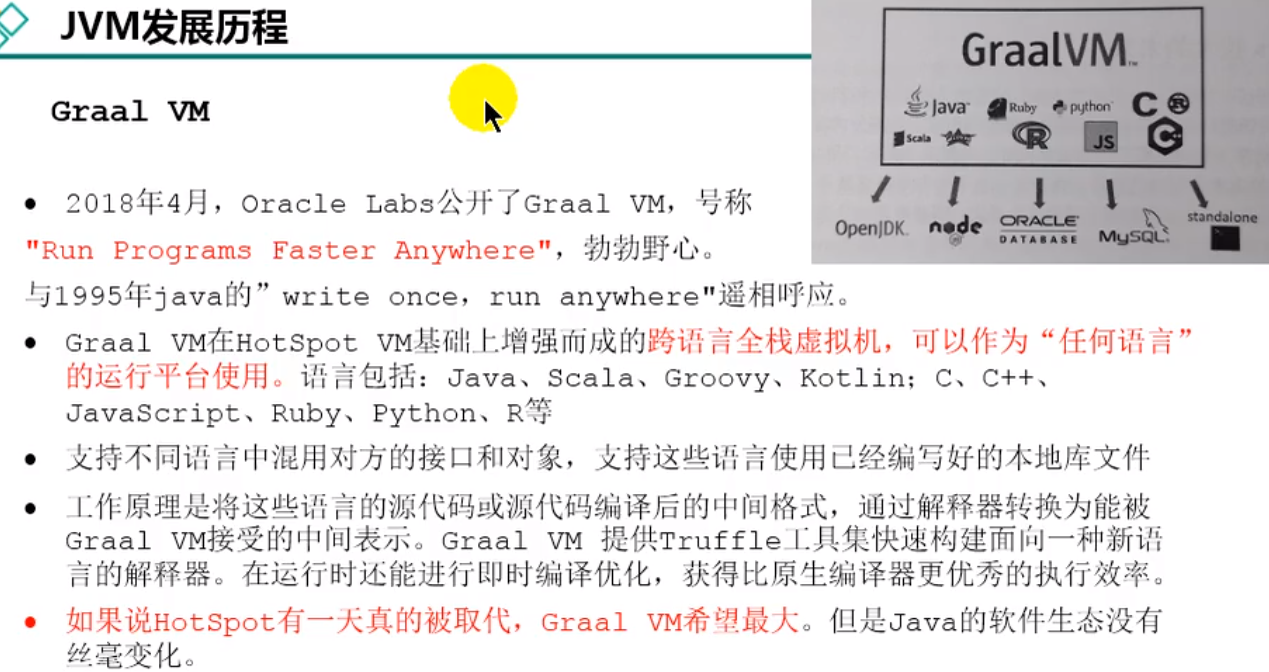 JVM发展历程
GraalVM™
Java
Ruby
python
C
R
Scala
R
JS
C
OpenJDK
node
JS
ORACLE
DATABASE
MySQL
standalone
Graal VM
• 2018年4月，Oracle Labs公开了Graal VM，号称
"Run Programs Faster Anywhere"，勃勃野心。
与1995年java的”write once，run anywhere"遥相呼应。
• Graal VM在HotSpot VM基础上增强而成的跨语言全栈虚拟机，可以作为“任何语言”
的运行平台使用。语言包括：Java、Scala、Groovy、Kotlin；C、C++、
JavaScript、Ruby、Python、R等
• 支持不同语言中混用对方的接口和对象，支持这些语言使用已经编写好的本地库文件
• 工作原理是将这些语言的源代码或源代码编译后的中间格式，通过解释器转换为能被
Graal VM接受的中间表示。Graal VM 提供Truffle工具集快速构建面向一种新语
言的解释器。在运行时还能进行即时编译优化，获得比原生编译器更优秀的执行效率。
• 如果说HotSpot有一天真的被取代，Graal VM希望最大。但是Java的软件生态没有
丝毫变化。